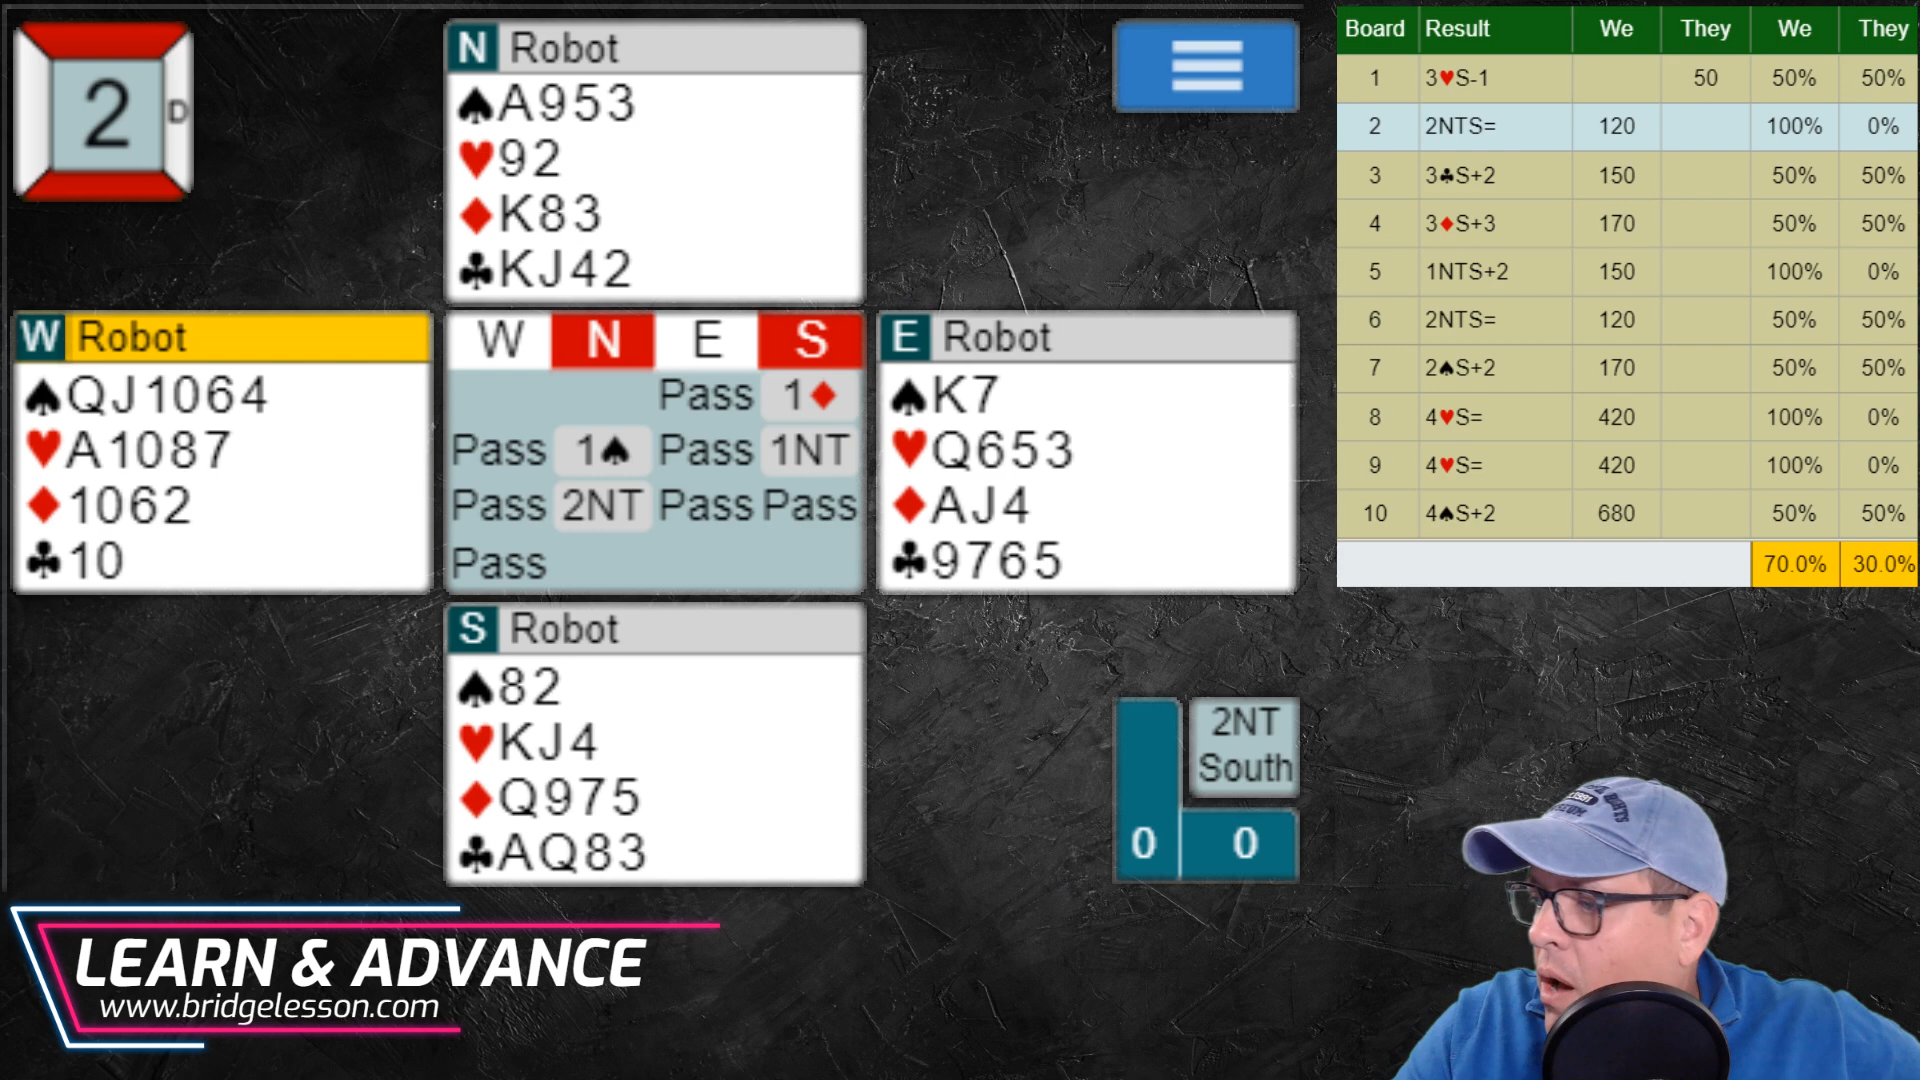 2 D
N Robot
♠A953
♥92
♦K83
♣KJ42
W Robot
♠QJ1064
♥A1087
♦1062
♣10
W N E S
Pass 1♦
Pass 1♠ Pass 1NT
Pass 2NT Pass Pass
Pass
E Robot
♠K7
♥Q653
♦AJ4
♣9765
S Robot
♠82
♥KJ4
♦Q975
♣AQ83
2NT
South
0 0
Board Result We They We They
1 3♥S-1 50 50% 50%
2 2NTS= 120 100% 0%
3 3♣S+2 150 50% 50%
4 3♦S+3 170 50% 50%
5 1NTS+2 150 100% 0%
6 2NTS= 120 50% 50%
7 2♠S+2 170 50% 50%
8 4♥S= 420 100% 0%
9 4♥S= 420 100% 0%
10 4♠S+2 680 50% 50%
70.0% 30.0%
LEARN & ADVANCE
www.bridgelesson.com